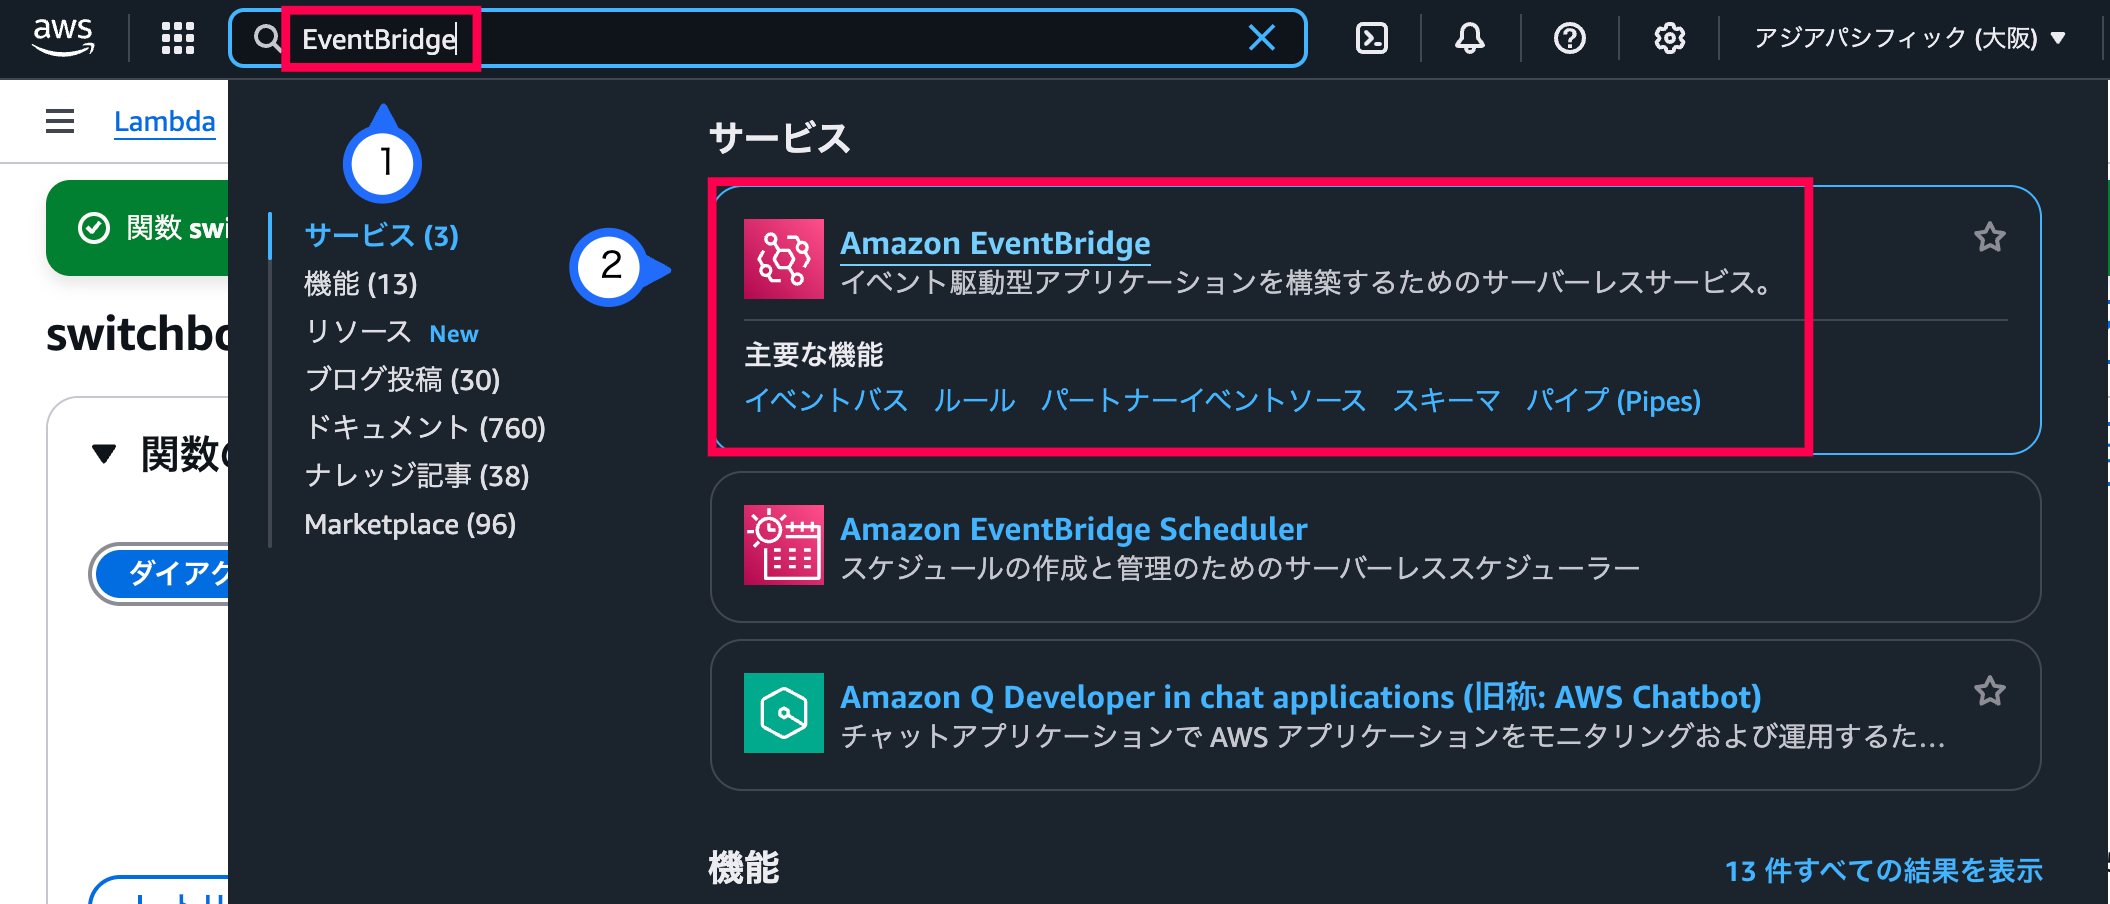 aws
EventBridge
アジアパシフィック (大阪)
Lambda
関数
switchb
関数
ダイアグ
1
サービス (3)
機能 (13)
リソース New
ブログ投稿 (30)
ドキュメント (760)
ナレッジ記事 (38)
Marketplace (96)
2
サービス
Amazon EventBridge
イベント駆動型アプリケーションを構築するためのサーバーレスサービス。
主要な機能
イベントバス ルール パートナーイベントソース スキーマ パイプ (Pipes)
Amazon EventBridge Scheduler
スケジュールの作成と管理のためのサーバーレススケジューラー
Amazon Q Developer in chat applications (旧称: AWS Chatbot)
チャットアプリケーションで AWS アプリケーションをモニタリングおよび運用するた...
機能
13 件すべての結果を表示